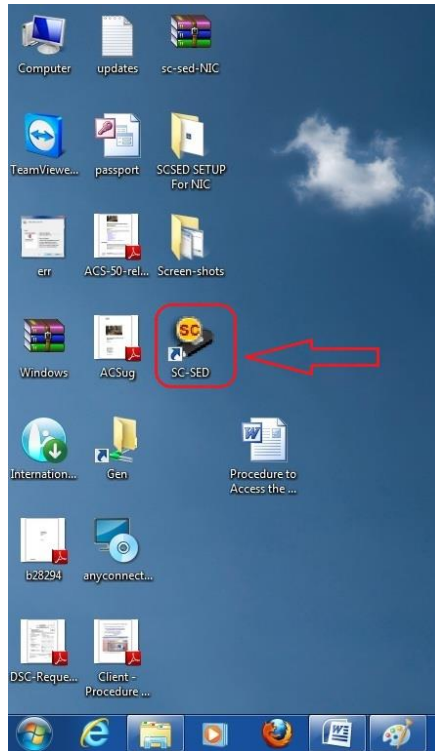 Computer
updates
sc-sed-NIC
TeamViewe...
passport
SCSED SETUP
For NIC
err
ACS-50-rel...
Screen-shots
Windows
ACSug
SC
SC-SED
Internation...
Gen
Procedure to
Access the ...
b28294
anyconnect...
DSC-Reque...
Client -
Procedure ...